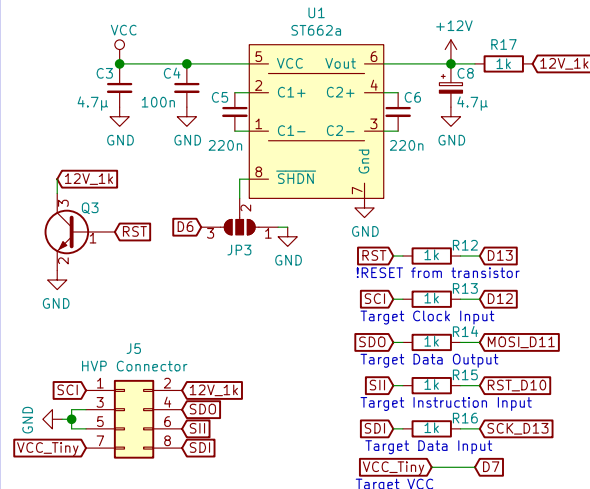 U1
ST662a
VCC
+12V
R17
1k
12V_1k
C3
4.7µ
GND
C4
100n
GND
5 VCC
Vout 6
2 C1+
C2+ 4
1 C1-
C2- 3
C5
220n
C6
220n
C8
+
4.7µ
GND
8 SHDN
Gnd
7
GND
12V_1k
3
Q3
1
RST
2
GND
D6
3
2
1
JP3
GND
RST 1k R12 D13
!RESET from transistor
SCI 1k R13 D12
Target Clock Input
SDO 1k R14 MOSI_D11
Target Data Output
SII 1k R15 RST_D10
Target Instruction Input
SDI 1k R16 SCK_D13
Target Data Input
VCC_Tiny D7
Target VCC
J5
HVP Connector
SCI 1 2 12V_1k
GND 3 4 SDO
5 6 SII
VCC_Tiny 7 8 SDI